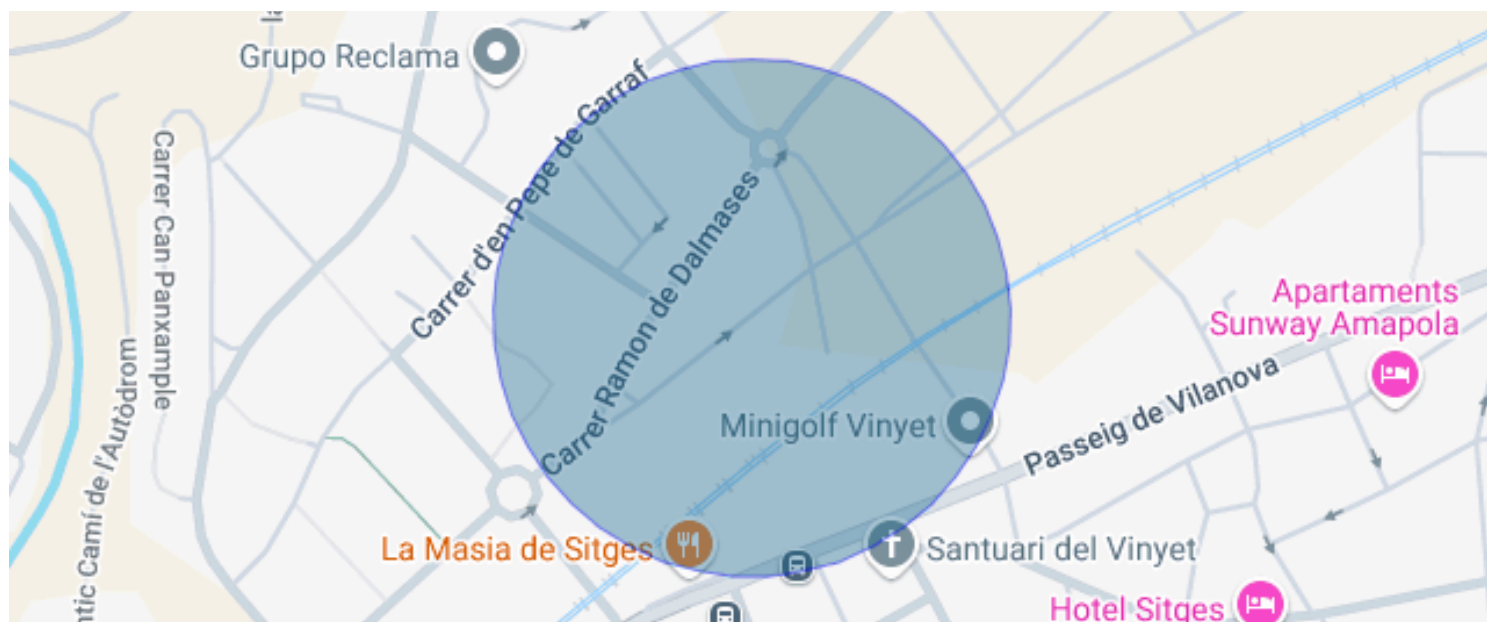 Grupo Reclama
Carrer d'en Pepe de Garraf
Carrer Can Panxample
Carrer Ramon de Dalmases
Apartaments
Sunway Amapola
Minigolf Vinyet
Passeig de Vilanova
ntic Camí de l'Autòdrom
La Masia de Sitges
Santuari del Vinyet
Hotel Sitges